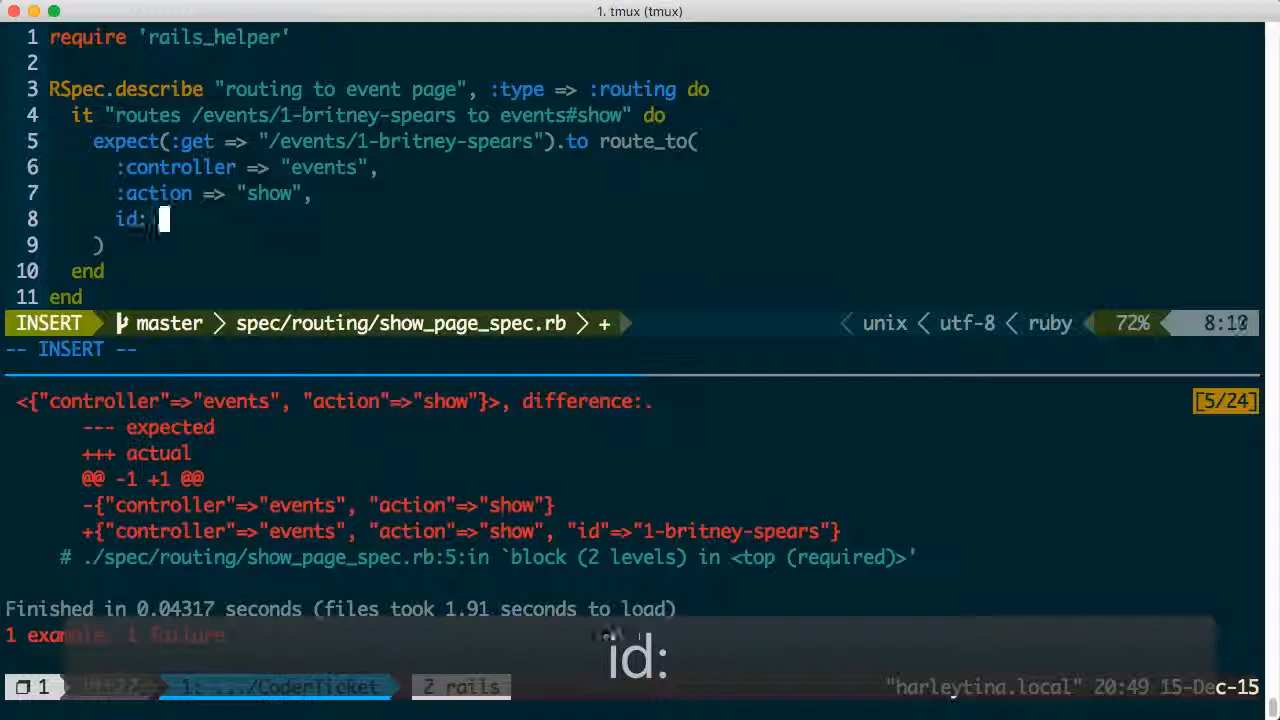 1. tmux (tmux)
1 require 'rails_helper'
2
3 RSpec.describe "routing to event page", :type => :routing do
4 it "routes /events/1-britney-spears to events#show" do
5 expect(:get => "/events/1-britney-spears").to route_to(
6 :controller => "events",
7 :action => "show",
8 id:
9 )
10 end
11 end
INSERT master > spec/routing/show_page_spec.rb > + < unix < utf-8 < ruby 72% 8:10
-- INSERT --
<{"controller"=>"events", "action"=>"show"}>, difference:.
[5/24]
--- expected
+++ actual
@@ -1 +1 @@
-{"controller"=>"events", "action"=>"show"}
+{"controller"=>"events", "action"=>"show", "id"=>"1-britney-spears"}
# ./spec/routing/show_page_spec.rb:5:in `block (2 levels) in <top (required)>'
Finished in 0.04317 seconds (files took 1.91 seconds to load)
1 example, 1 failure
id:
1 1: .../CoderTicket 2 rails "harleytina.local" 20:49 15-Dec-15